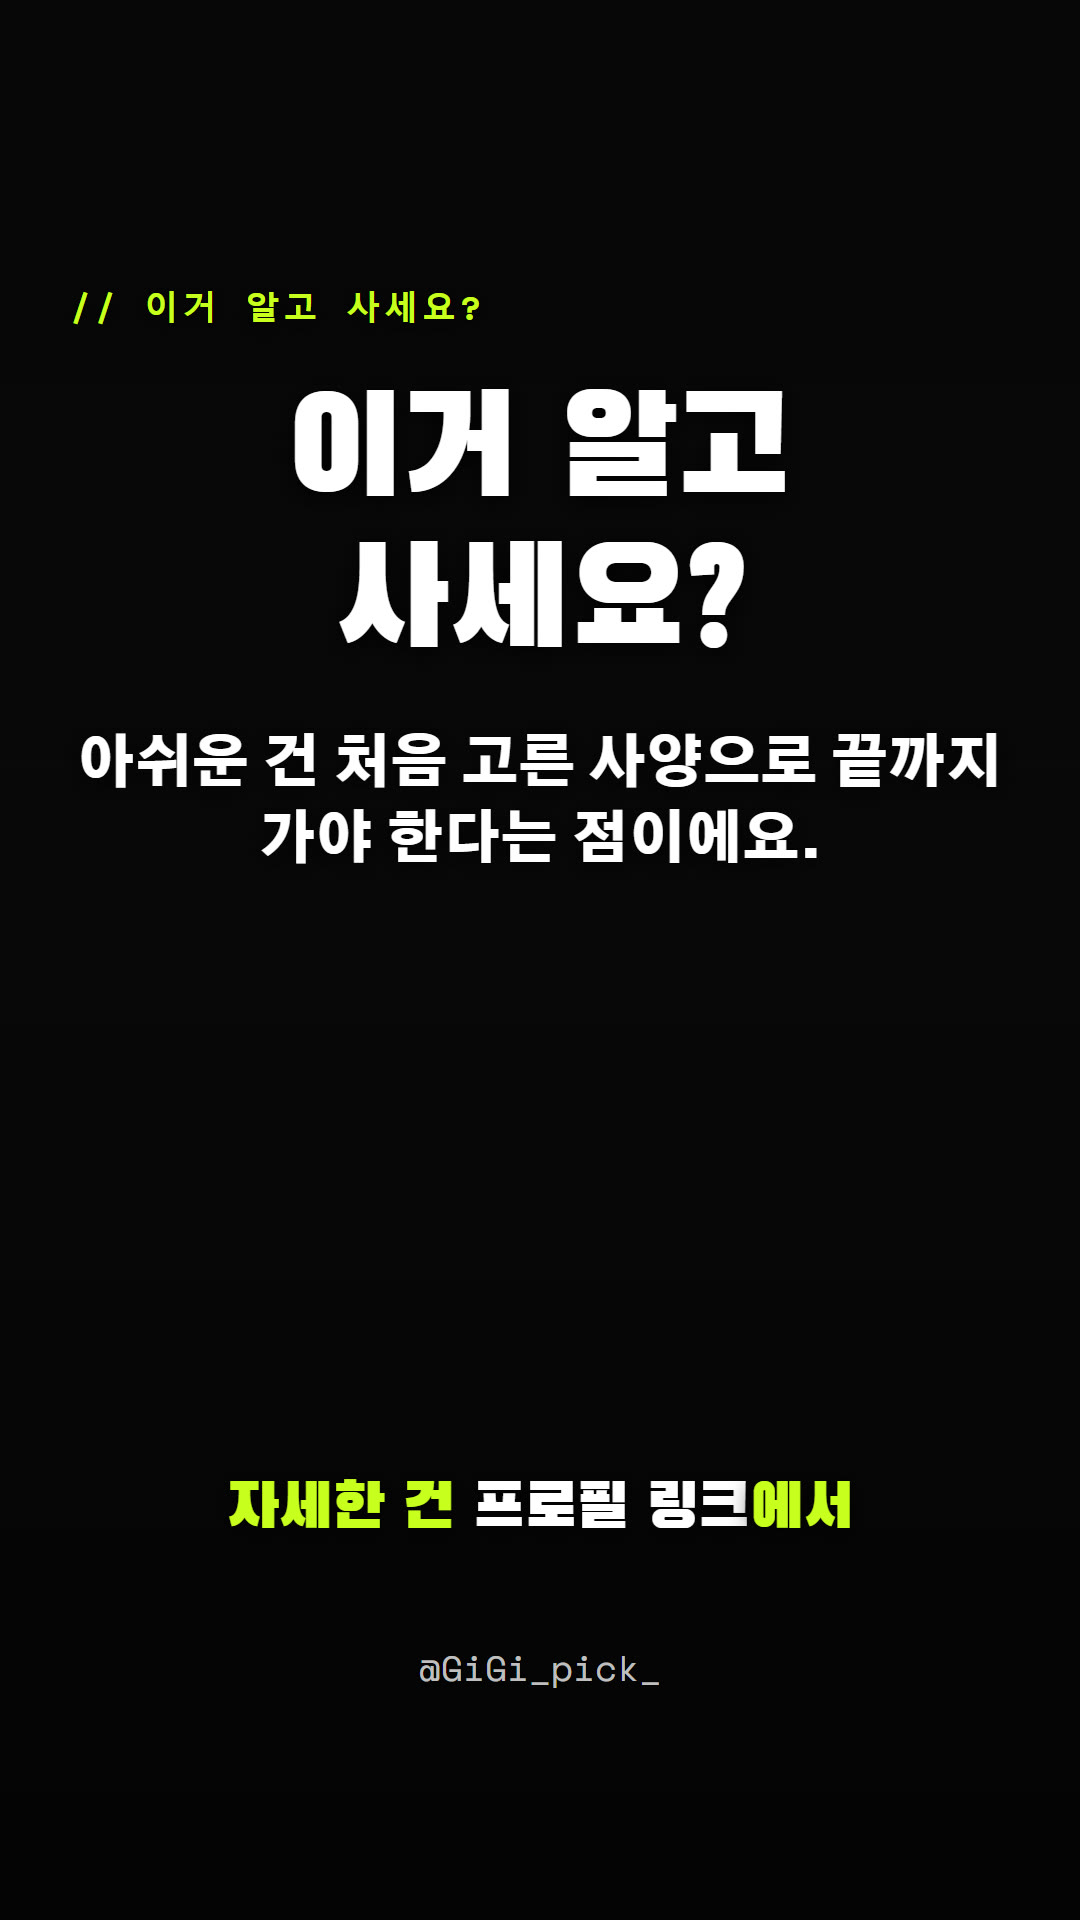 // 이거 알고 사세요?
이거 알고
사세요?
아쉬운 건 처음 고른 사양으로 끝까지
가야 한다는 점이에요.
자세한 건 프로필 링크에서
@GiGi_pick_